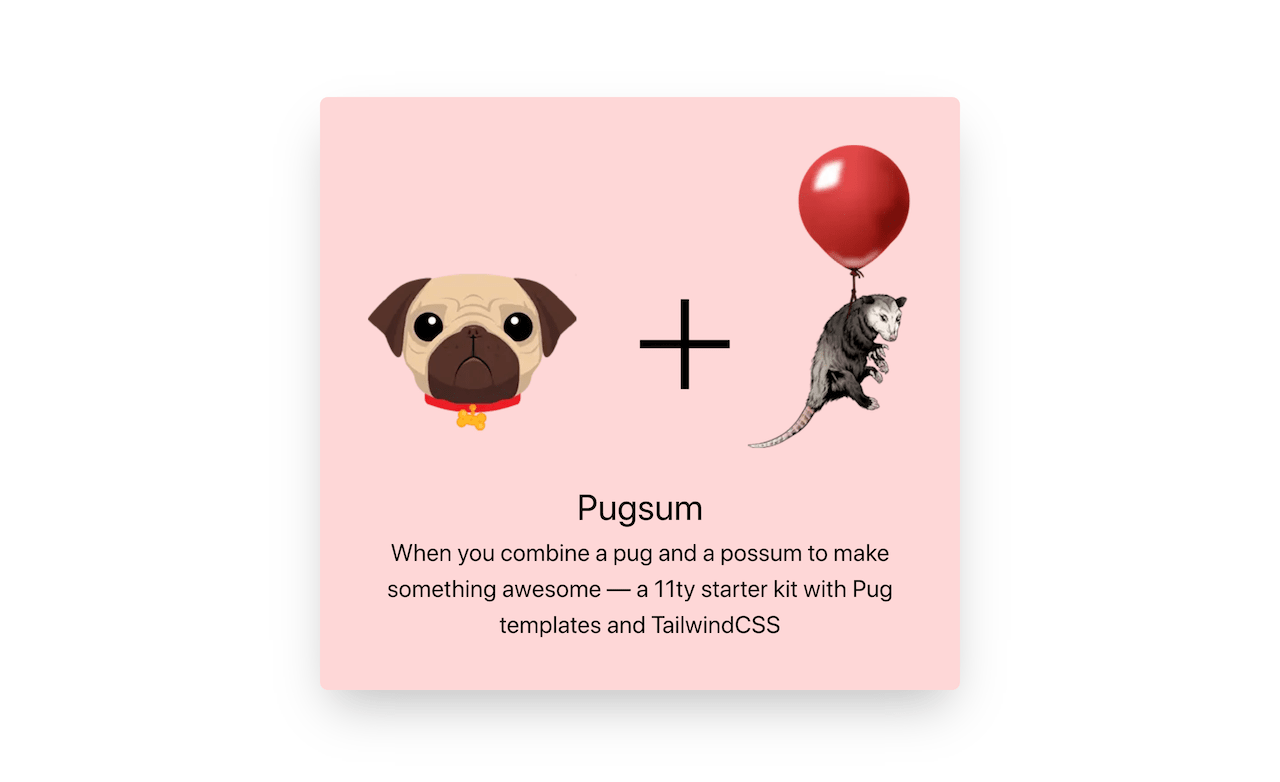 Pugsum
When you combine a pug and a possum to make
something awesome — a 11ty starter kit with Pug
templates and TailwindCSS